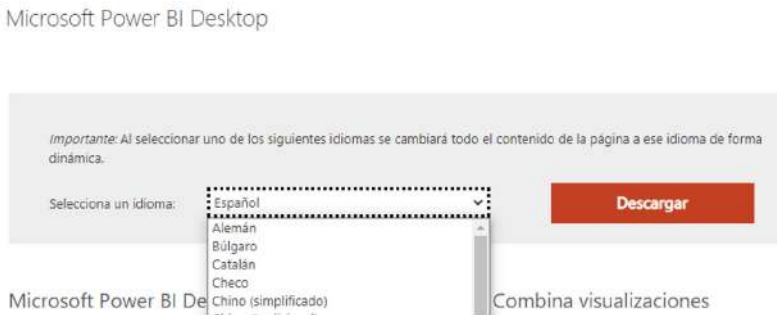 Microsoft Power BI Desktop
Importante: Al seleccionar uno de los siguientes idiomas se cambiará todo el contenido de la página a ese idioma de forma
dinámica.
Selecciona un idioma: Español Descargar
Alemán
Búlgaro
Catalán
Checo
Microsoft Power BI De Chino (simplificado) Combina visualizaciones